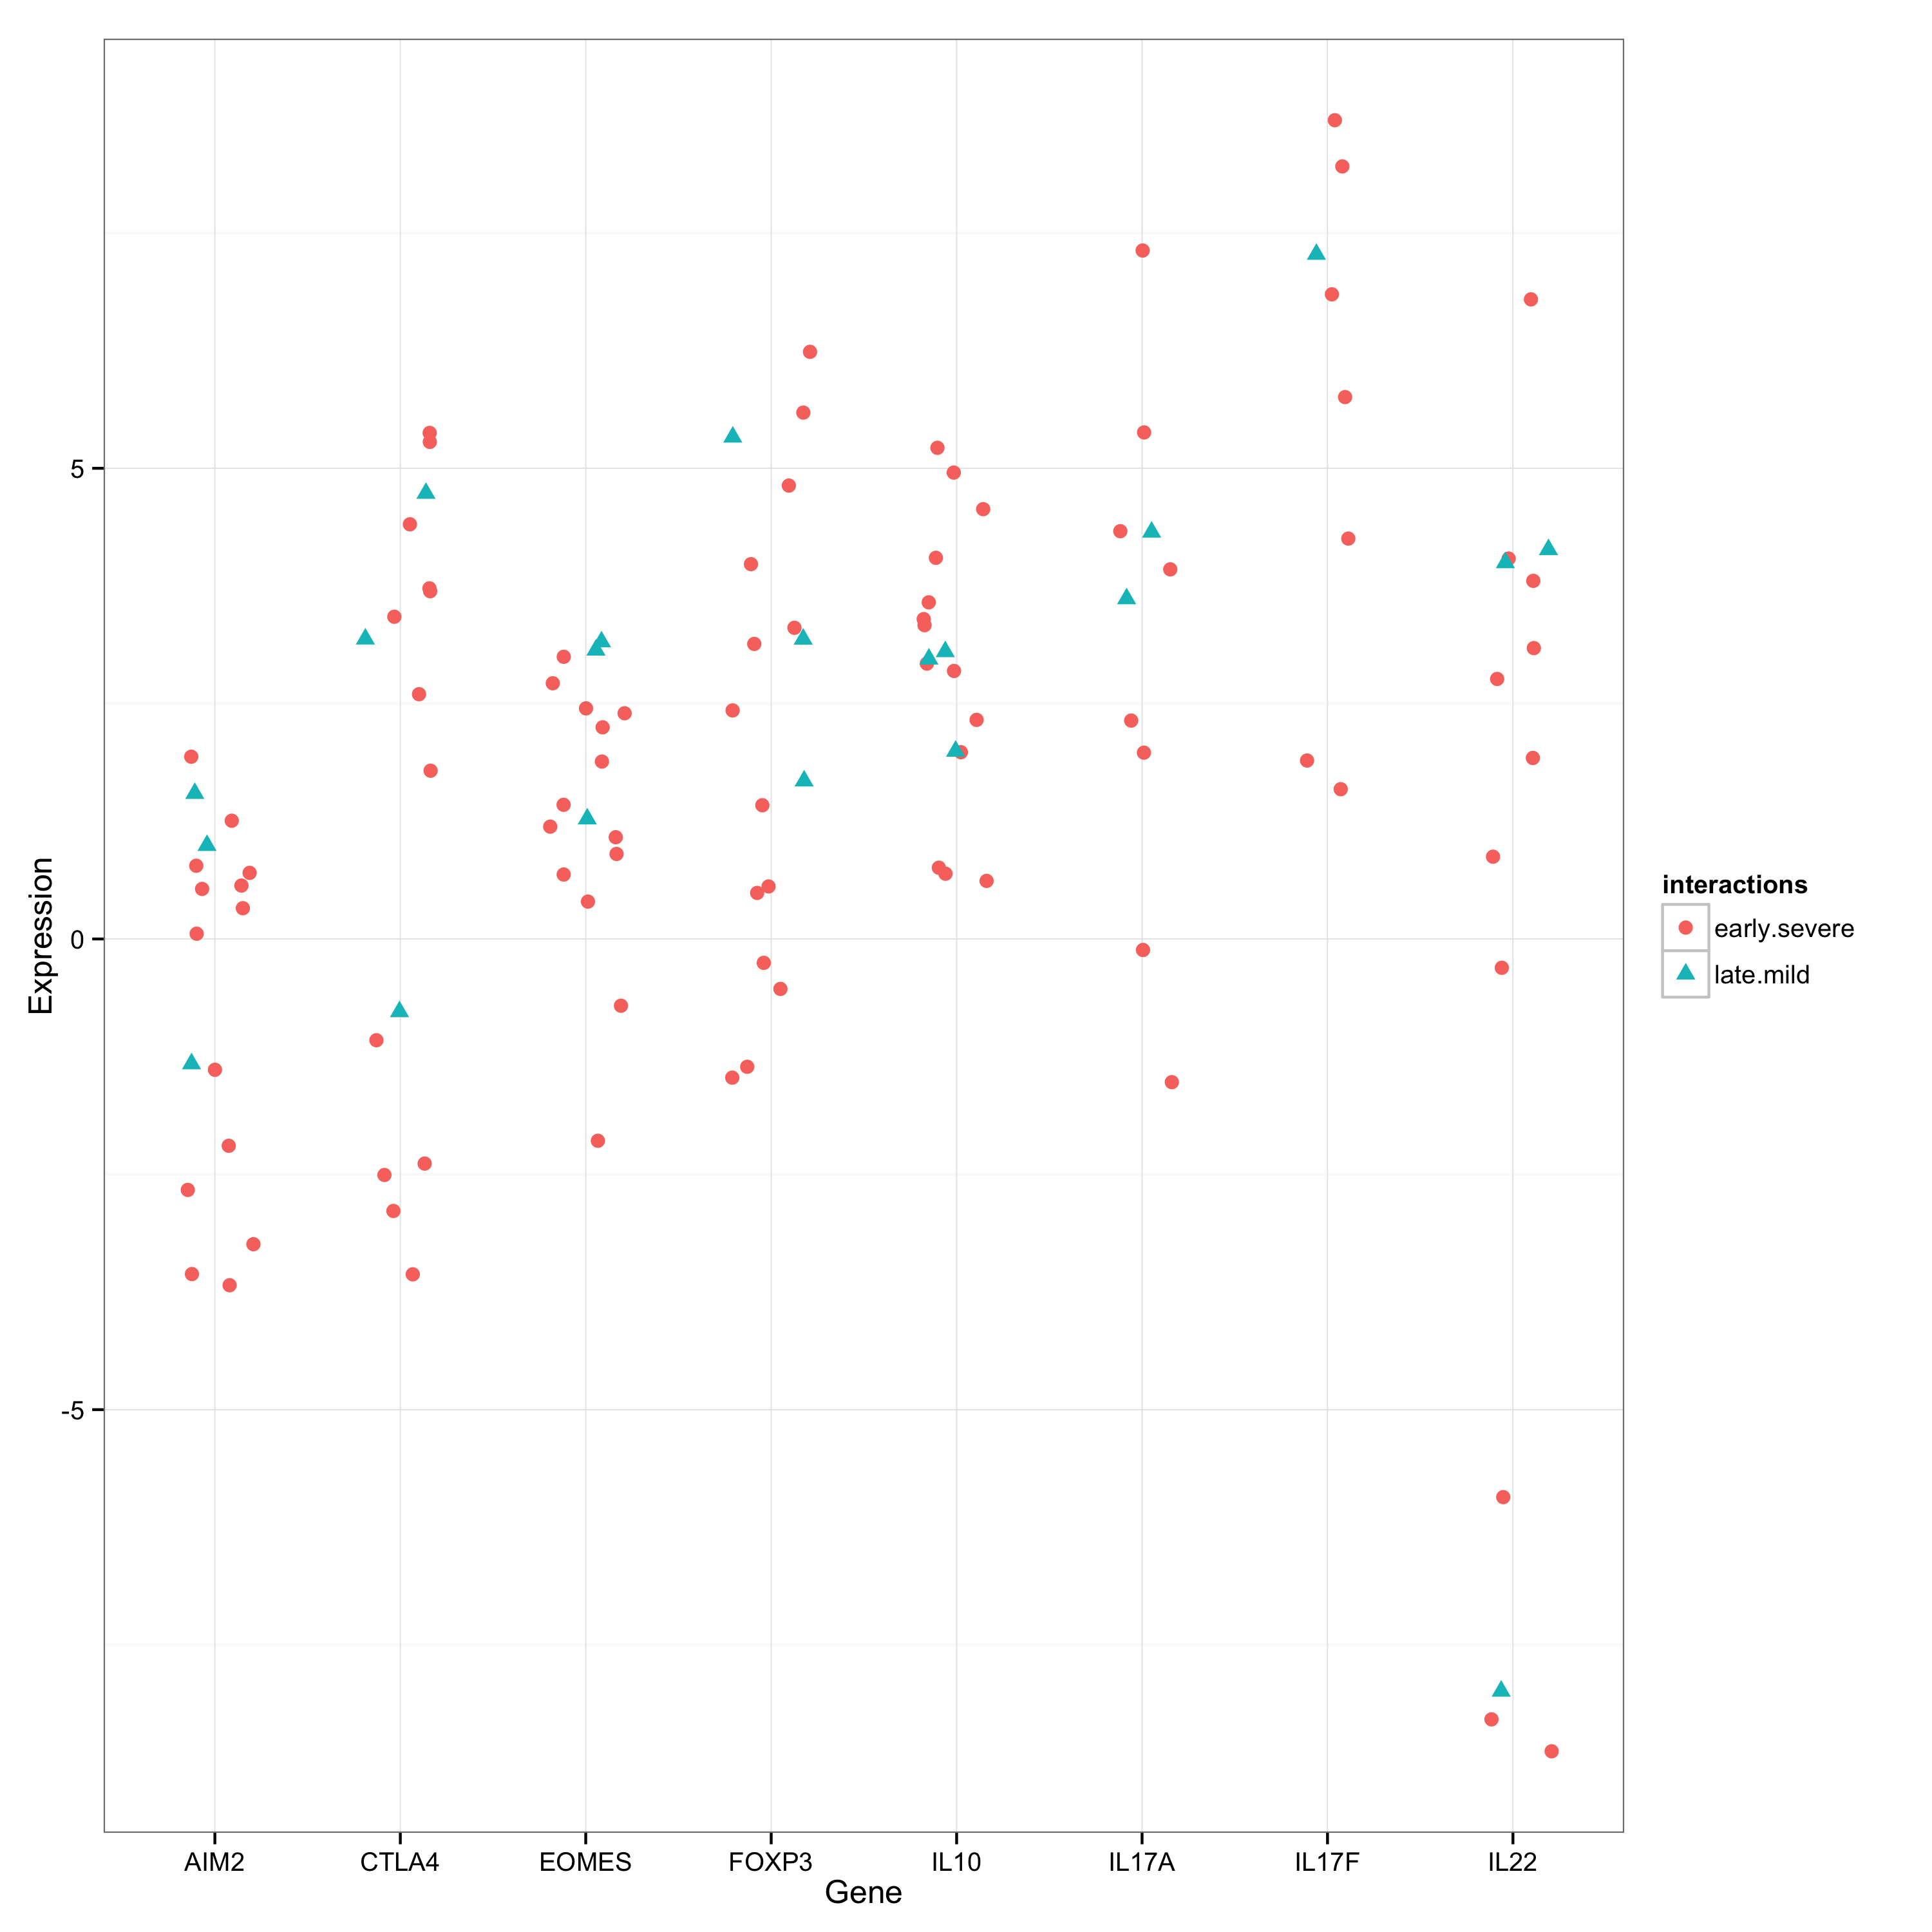 Expression
5
0
-5
AIM2 CTLA4 EOMES FOXP3 IL10 IL17A IL17F IL22
Gene
interactions
early.severe
late.mild